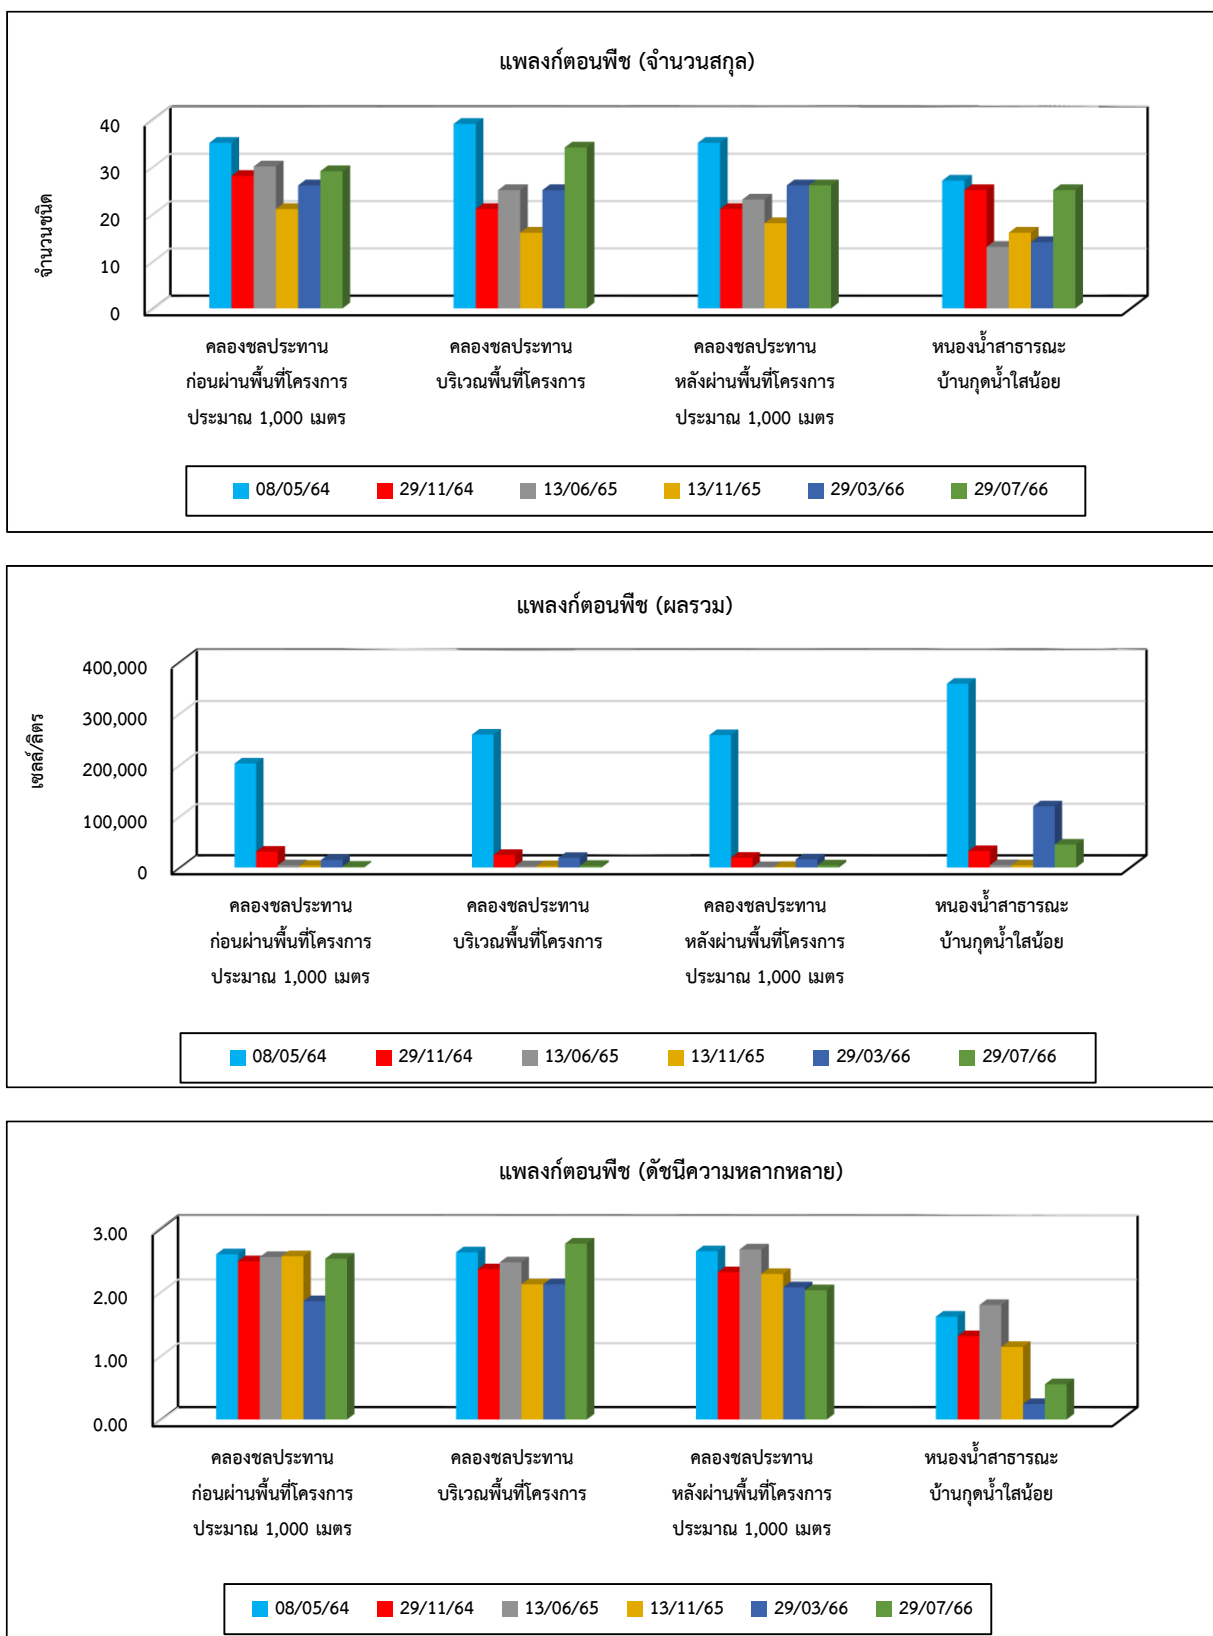 แพลงก์ตอนพืช (จำนวนสกุล)
จำนวนชนิด
40
30
20
10
0
คลองชลประทาน
ก่อนผ่านพื้นที่โครงการ
ประมาณ 1,000 เมตร
คลองชลประทาน
บริเวณพื้นที่โครงการ
คลองชลประทาน
หลังผ่านพื้นที่โครงการ
ประมาณ 1,000 เมตร
หนองน้ำสาธารณะ
บ้านกุดน้ำใสน้อย
08/05/64 29/11/64 13/06/65 13/11/65 29/03/66 29/07/66
แพลงก์ตอนพืช (ผลรวม)
เซลล์/ลิตร
400,000
300,000
200,000
100,000
0
คลองชลประทาน
ก่อนผ่านพื้นที่โครงการ
ประมาณ 1,000 เมตร
คลองชลประทาน
บริเวณพื้นที่โครงการ
คลองชลประทาน
หลังผ่านพื้นที่โครงการ
ประมาณ 1,000 เมตร
หนองน้ำสาธารณะ
บ้านกุดน้ำใสน้อย
08/05/64 29/11/64 13/06/65 13/11/65 29/03/66 29/07/66
แพลงก์ตอนพืช (ดัชนีความหลากหลาย)
3.00
2.00
1.00
0.00
คลองชลประทาน
ก่อนผ่านพื้นที่โครงการ
ประมาณ 1,000 เมตร
คลองชลประทาน
บริเวณพื้นที่โครงการ
คลองชลประทาน
หลังผ่านพื้นที่โครงการ
ประมาณ 1,000 เมตร
หนองน้ำสาธารณะ
บ้านกุดน้ำใสน้อย
08/05/64 29/11/64 13/06/65 13/11/65 29/03/66 29/07/66